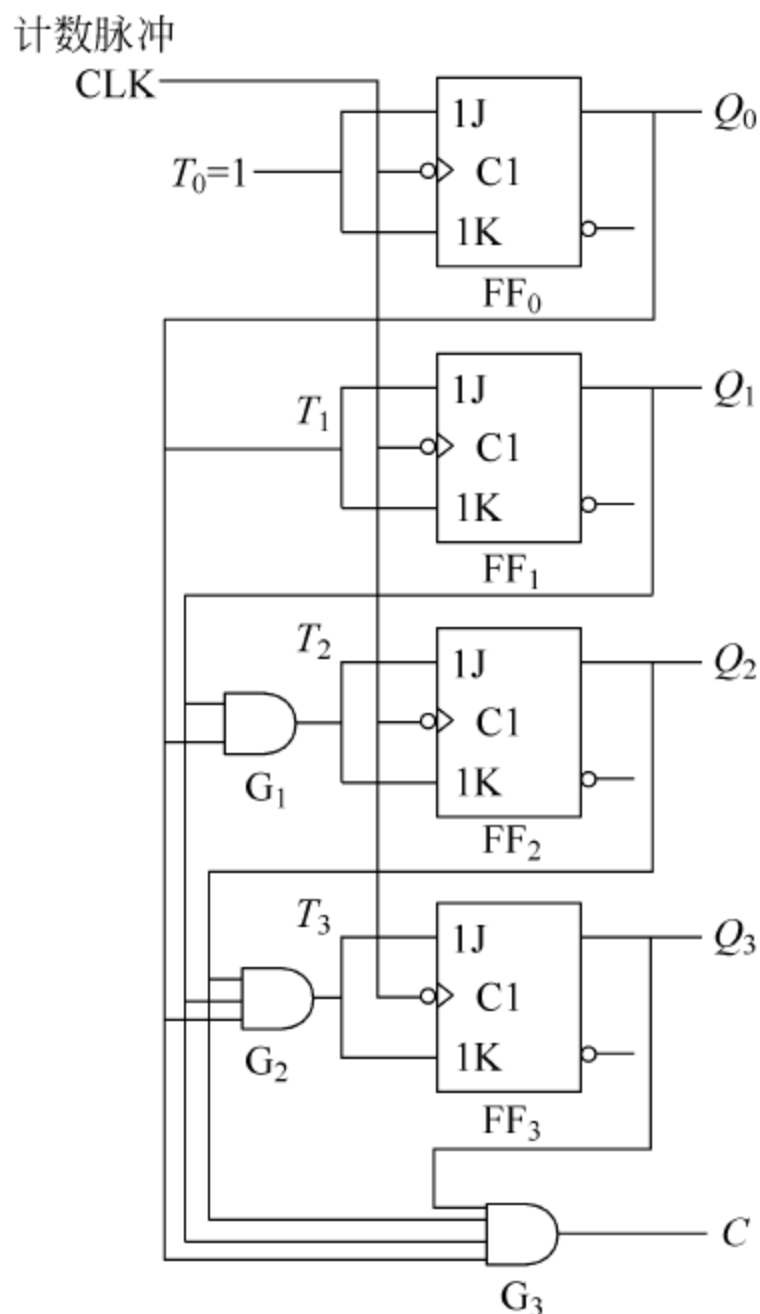 计数脉冲
CLK
1J
Q₀
T₀=1
C1
1K
FF₀
T₁
1J
Q₁
C1
1K
FF₁
T₂
1J
Q₂
C1
G₁
1K
FF₂
T₃
1J
Q₃
C1
G₂
1K
FF₃
C
G₃